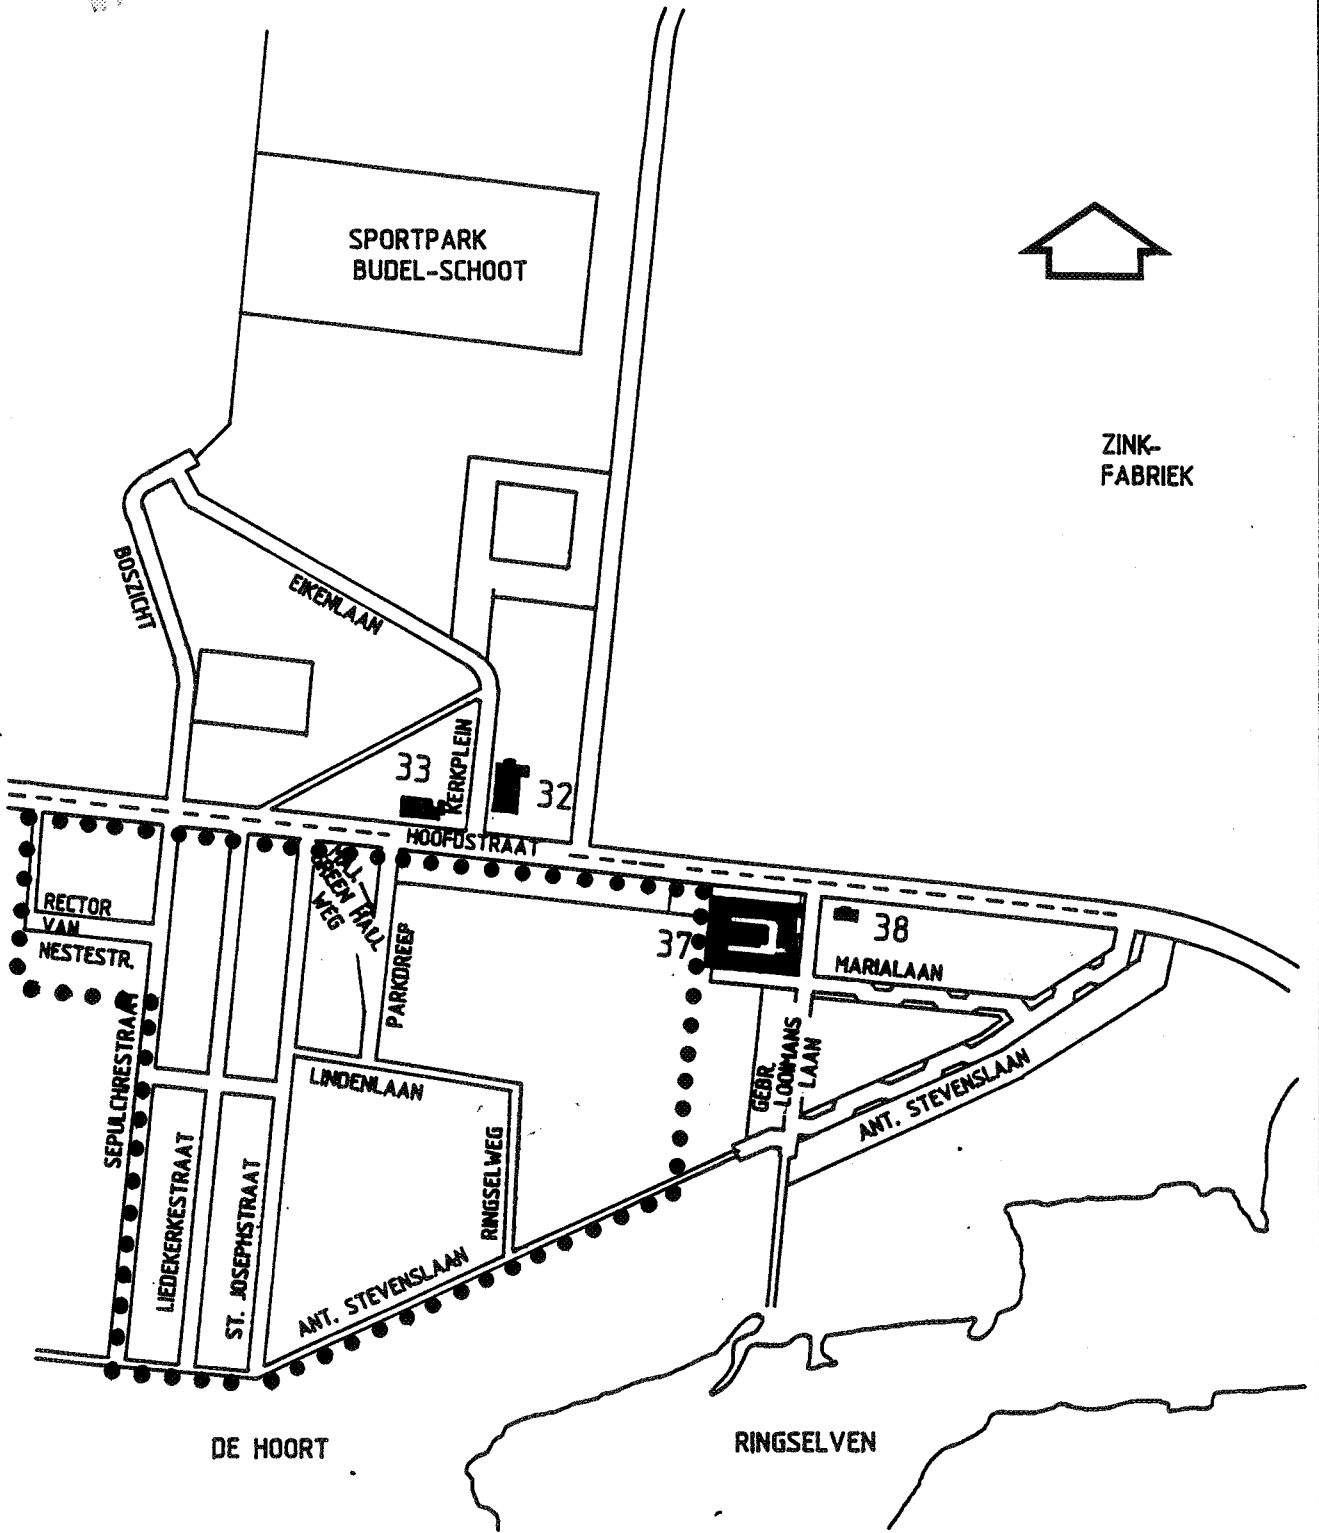 SPORTPARK
BUDEL-SCHOOT
ZINK-
FABRIEK
BOSZICHT
EIKENLAAN
33
KERKPLEIN
32
HOOFDSTRAAT
RECTOR
VAN
NESTESTR.
GREEN HALL
WEG
PARKDREEF
37
38
MARIALAAN
GEBR.
LOOIMANS
LAAN
SEPULCHRESTRAAT
LINDENLAAN
ANT. STEVENSLAAN
LIEDEKERKESTRAAT
ST. JOSEPHSTRAAT
RINGSELWEG
ANT. STEVENSLAAN
DE HOORT
RINGSELVEN